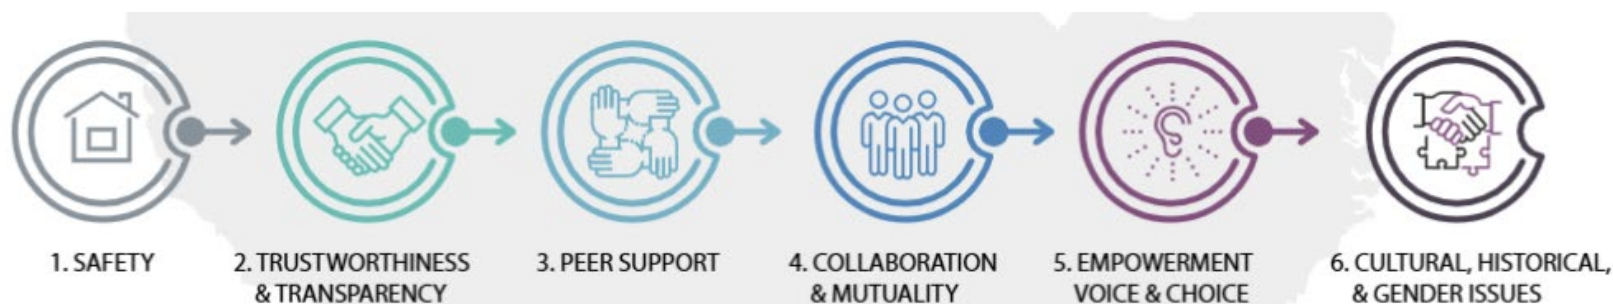 1. SAFETY
2. TRUSTWORTHINESS
& TRANSPARENCY
3. PEER SUPPORT
4. COLLABORATION
& MUTUALITY
5. EMPOWERMENT
VOICE & CHOICE
6. CULTURAL, HISTORICAL,
& GENDER ISSUES